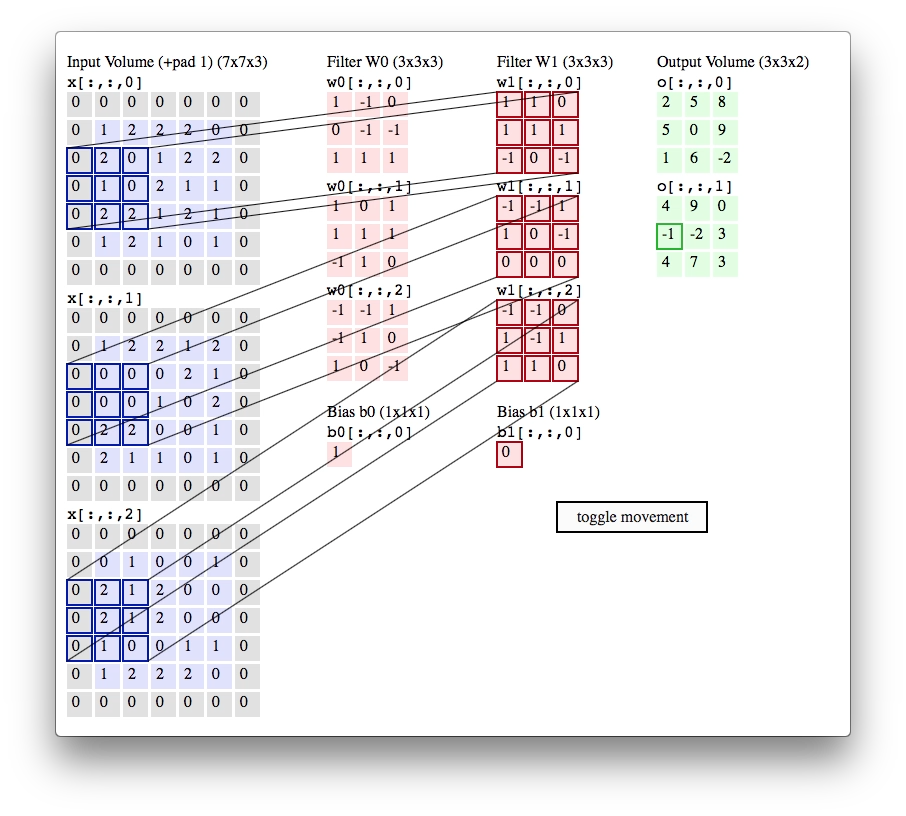 Input Volume (+pad 1) (7x7x3)
x[:,:,0]
0 0 0 0 0 0 0
0 1 2 2 2 0 0
0 2 0 1 2 2 0
0 1 0 2 1 1 0
0 2 2 1 2 1 0
0 1 2 1 0 1 0
0 0 0 0 0 0 0
x[:,:,1]
0 0 0 0 0 0 0
0 1 2 2 1 2 0
0 0 0 0 2 1 0
0 0 0 1 0 2 0
0 2 2 0 0 1 0
0 2 1 1 0 1 0
0 0 0 0 0 0 0
x[:,:,2]
0 0 0 0 0 0 0
0 0 1 0 0 1 0
0 2 1 2 0 0 0
0 2 1 2 0 0 0
0 1 0 0 1 1 0
0 1 2 2 2 0 0
0 0 0 0 0 0 0
Filter W0 (3x3x3)
w0[:,:,0]
1 -1 0
0 -1 -1
1 1 1
w0[:,:,1]
1 0 1
1 1 1
-1 1 0
w0[:,:,2]
-1 -1 1
-1 1 0
1 0 -1
Bias b0 (1x1x1)
b0[:,:,0]
1
Filter W1 (3x3x3)
w1[:,:,0]
1 1 0
1 1 1
-1 0 -1
w1[:,:,1]
-1 -1 1
1 0 -1
0 0 0
w1[:,:,2]
-1 -1 0
1 -1 1
1 1 0
Bias b1 (1x1x1)
b1[:,:,0]
0
Output Volume (3x3x2)
o[:,:,0]
2 5 8
5 0 9
1 6 -2
o[:,:,1]
4 9 0
-1 -2 3
4 7 3
toggle movement